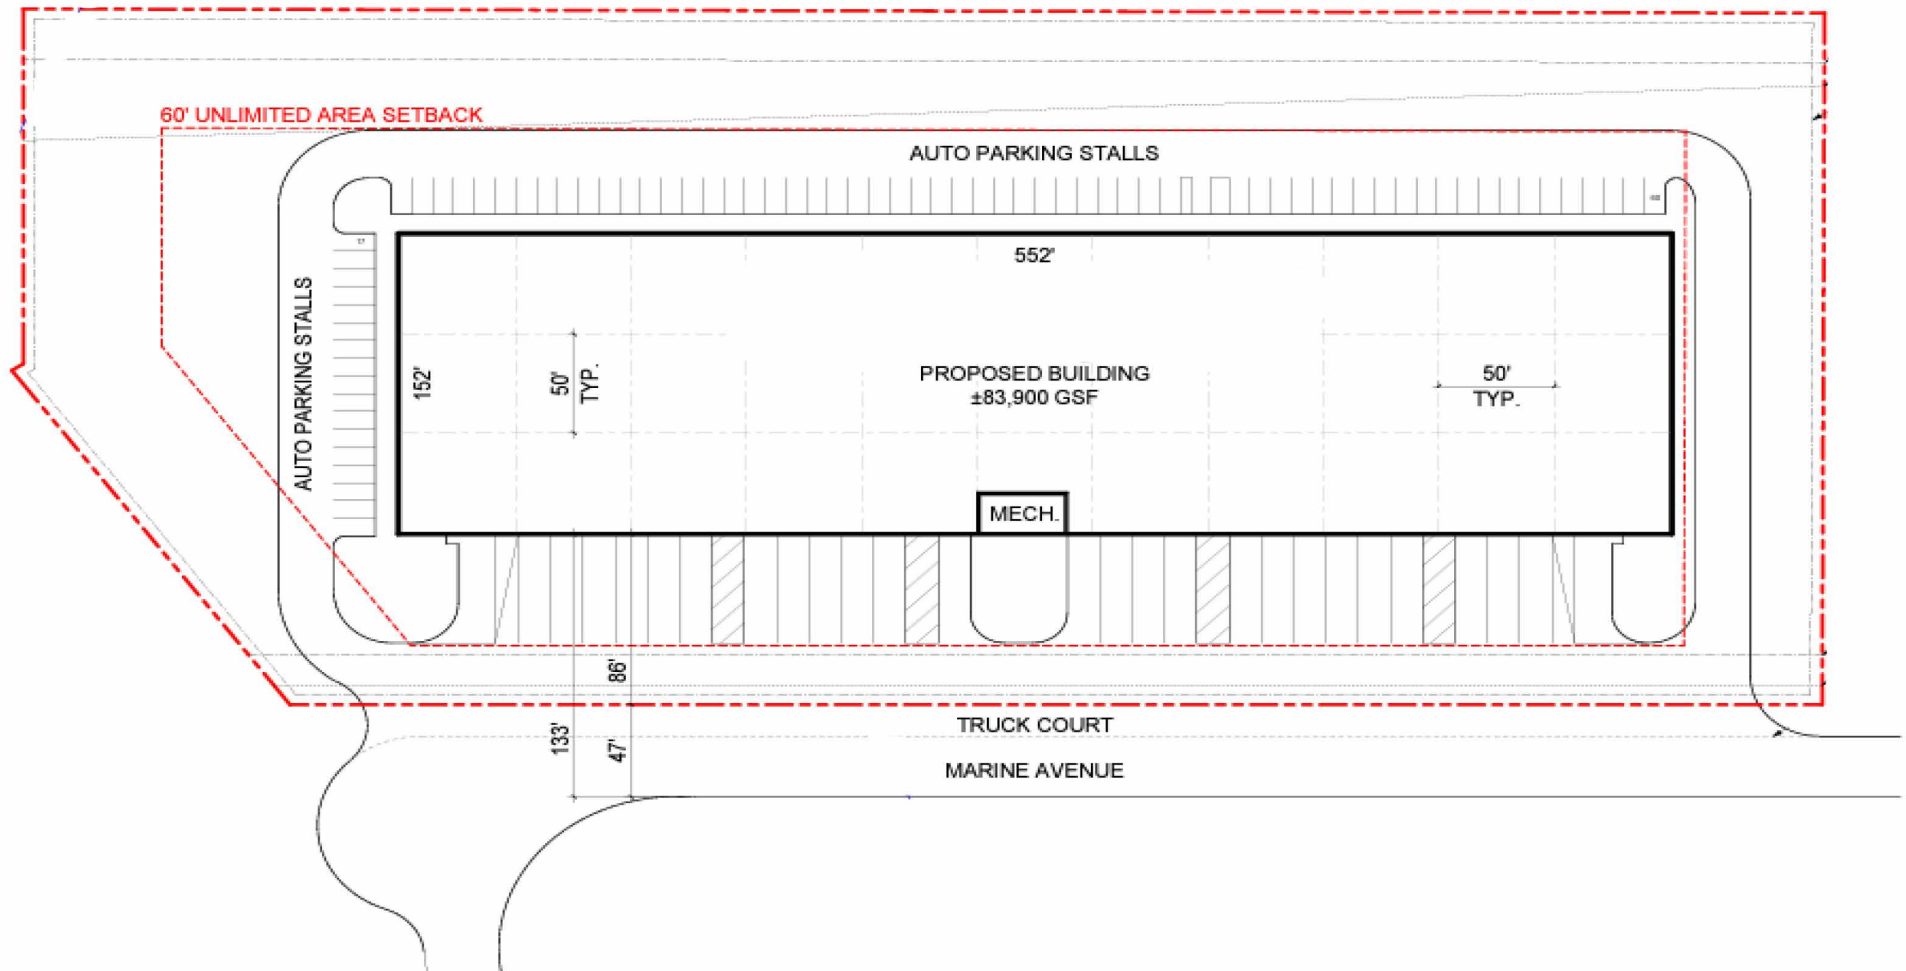 60' UNLIMITED AREA SETBACK
AUTO PARKING STALLS
17
552'
AUTO PARKING STALLS
152'
50'
TYP.
PROPOSED BUILDING
±83,900 GSF
50'
TYP.
MECH.
86'
133'
47'
TRUCK COURT
MARINE AVENUE